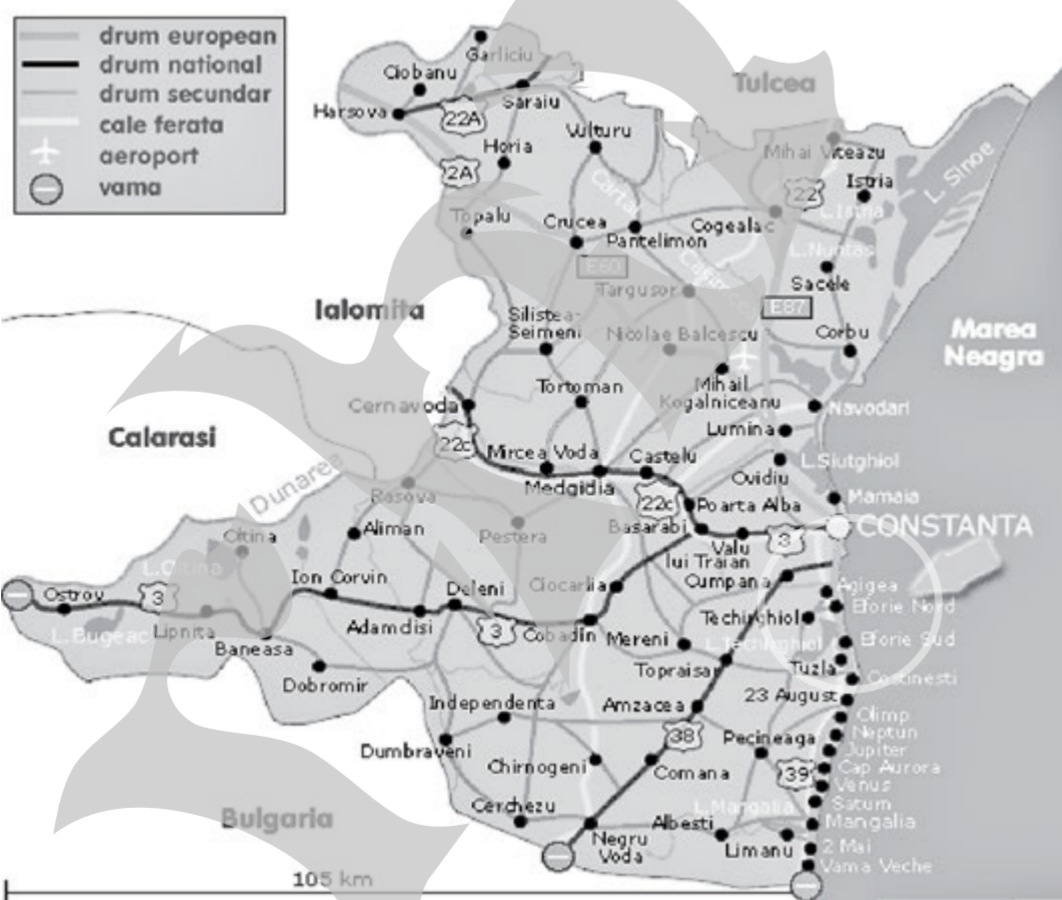 drum european
drum national
drum secundar
cale ferata
aeroport
vama
Garliciu
Ciobanu
Harsova
Saraiu
22A
Tulcea
Vulturu
Horia
2A
Mihai Viteazu
Istria
22
L. Sinoe
L.Istria
Cartal
Topalu
Crucea
Pantelimon
Cogealac
L.Nuntas
Casimcea
E60
Targusor
Sacele
E87
Ialomita
Silistea-
Seimeni
Nicolae Balcescu
Corbu
Marea
Neagra
Tortoman
Mihail
Kogalniceanu
Cernavoda
Navodari
Lumina
Calarasi
22c
Mircea Voda
Castelu
L.Siutghiol
Ovidiu
Medgidia
Dunarea
Rasova
22c
Poarta Alba
Mamaia
Basarabi
CONSTANTA
Aliman
Pestera
Valu
lui Traian
3
Oltina
L.Oltina
Ion Corvin
Deleni
Ciocarlia
Cumpana
Agigea
Ostrov
3
Eforie Nord
Techirghiol
L.Bugeac
Lipnita
Adamclisi
3
Cobadin
Mereni
L.Techirghiol
Eforie Sud
Baneasa
Topraisar
Tuzla
Costinesti
Dobromir
23 August
Independenta
Amzacea
Olimp
Neptun
Dumbraveni
38
Pecineaga
Jupiter
Chirnogeni
Comana
39
Cap Aurora
Venus
Cerchezu
L.Mangalia
Saturn
Bulgaria
Albesti
Mangalia
Negru
Voda
Limanu
2 Mai
Vama Veche
105 km